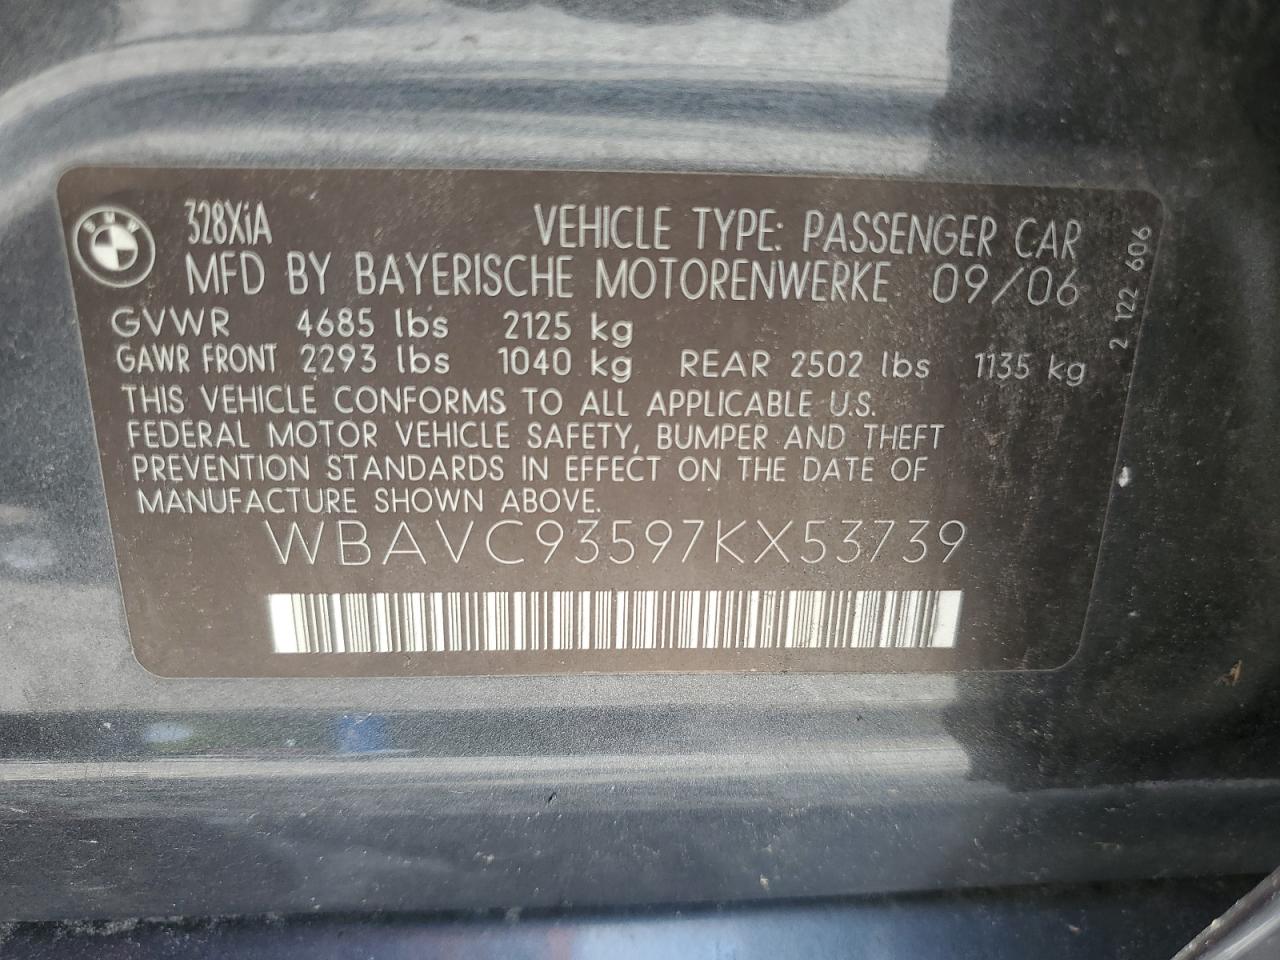 BMW
328XiA
VEHICLE TYPE: PASSENGER CAR
MFD BY BAYERISCHE MOTORENWERKE 09/06
GVWR 4685 lbs 2125 kg
GAWR FRONT 2293 lbs 1040 kg REAR 2502 lbs 1135 kg
THIS VEHICLE CONFORMS TO ALL APPLICABLE U.S.
FEDERAL MOTOR VEHICLE SAFETY, BUMPER AND THEFT
PREVENTION STANDARDS IN EFFECT ON THE DATE OF
MANUFACTURE SHOWN ABOVE.
WBAVC93597KX53739
2 122 606